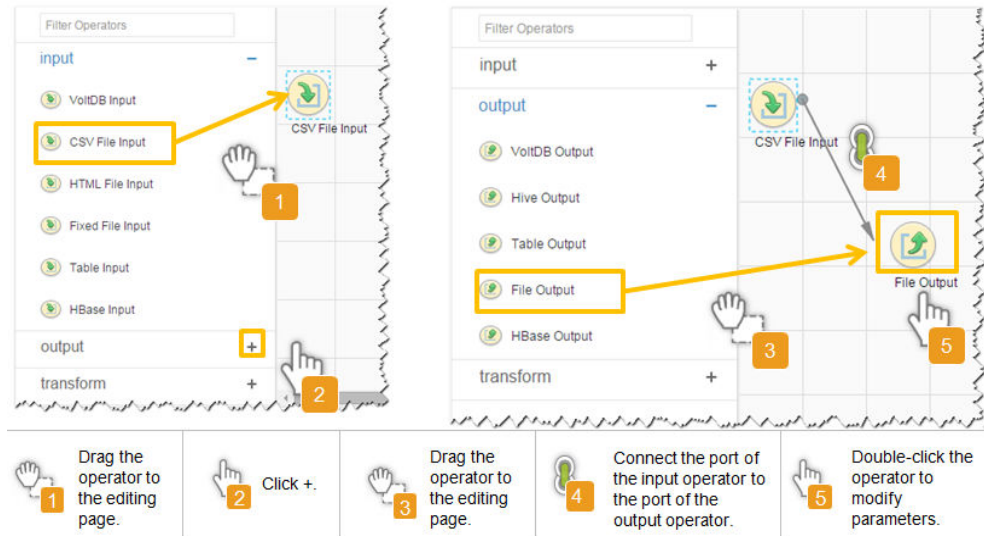 Filter Operators
input −
VoltDB Input
CSV File Input
HTML File Input
Fixed File Input
Table Input
HBase Input
output +
transform +
CSV File Input
1
2
Filter Operators
input +
output −
VoltDB Output
Hive Output
Table Output
File Output
HBase Output
transform +
CSV File Input
4
File Output
3
5
1
Drag the
operator to
the editing
page.
2
Click +.
3
Drag the
operator to
the editing
page.
4
Connect the port of
the input operator to
the port of the
output operator.
5
Double-click the
operator to
modify
parameters.